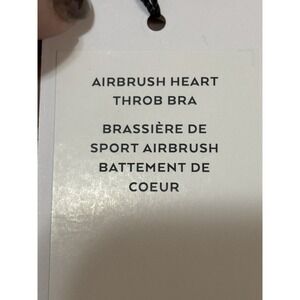 AIRBRUSH HEART
THROB BRA
BRASSIÈRE DE
SPORT AIRBRUSH
BATTEMENT DE
COEUR